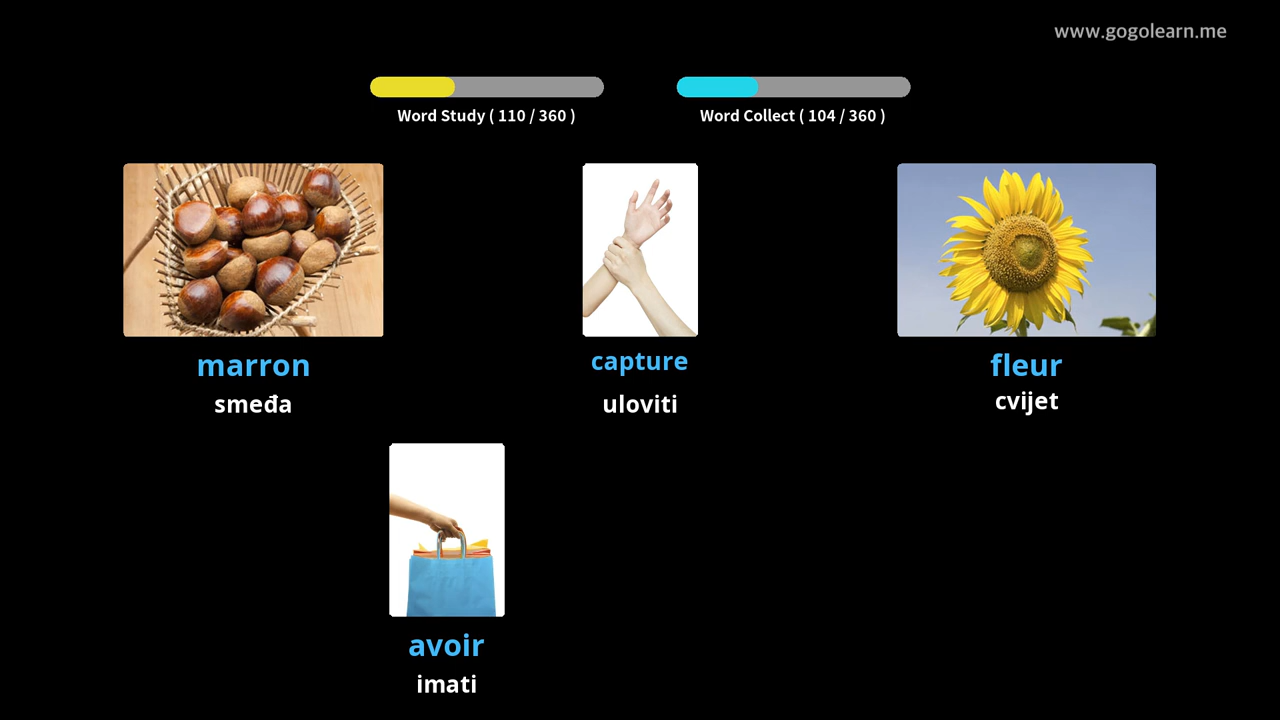 www.gogolearn.me
Word Study ( 110 / 360 )
Word Collect ( 104 / 360 )
marron
smeđa
capture
uloviti
fleur
cvijet
avoir
imati